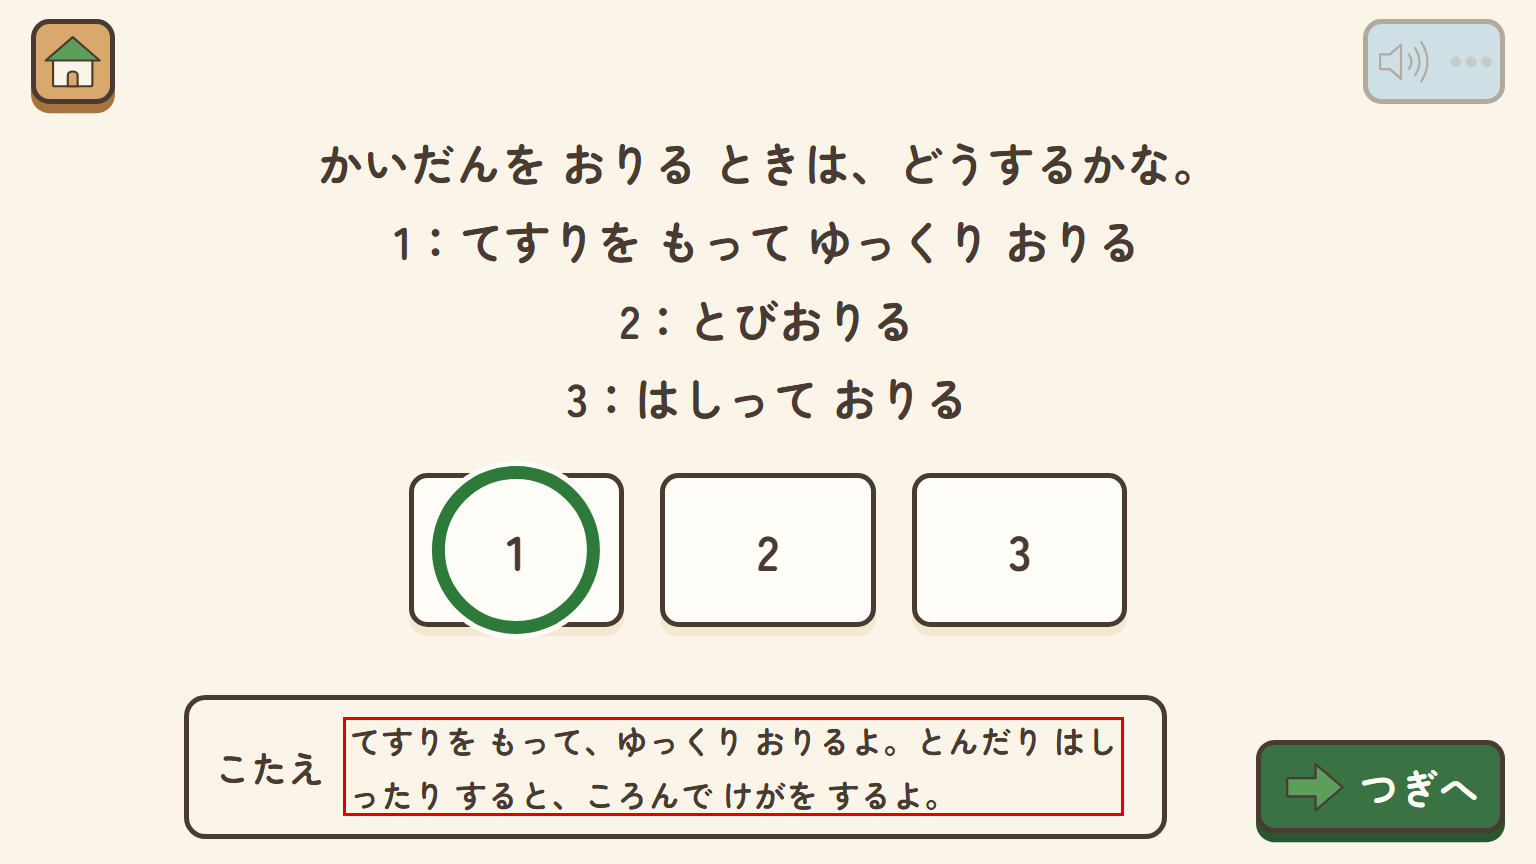 かいだんを おりる ときは、どうするかな。
1：てすりを もって ゆっくり おりる
2：とびおりる
3：はしって おりる
1
2
3
こたえ
てすりを もって、ゆっくり おりるよ。とんだり はし
ったり すると、ころんで けがを するよ。
つぎへ